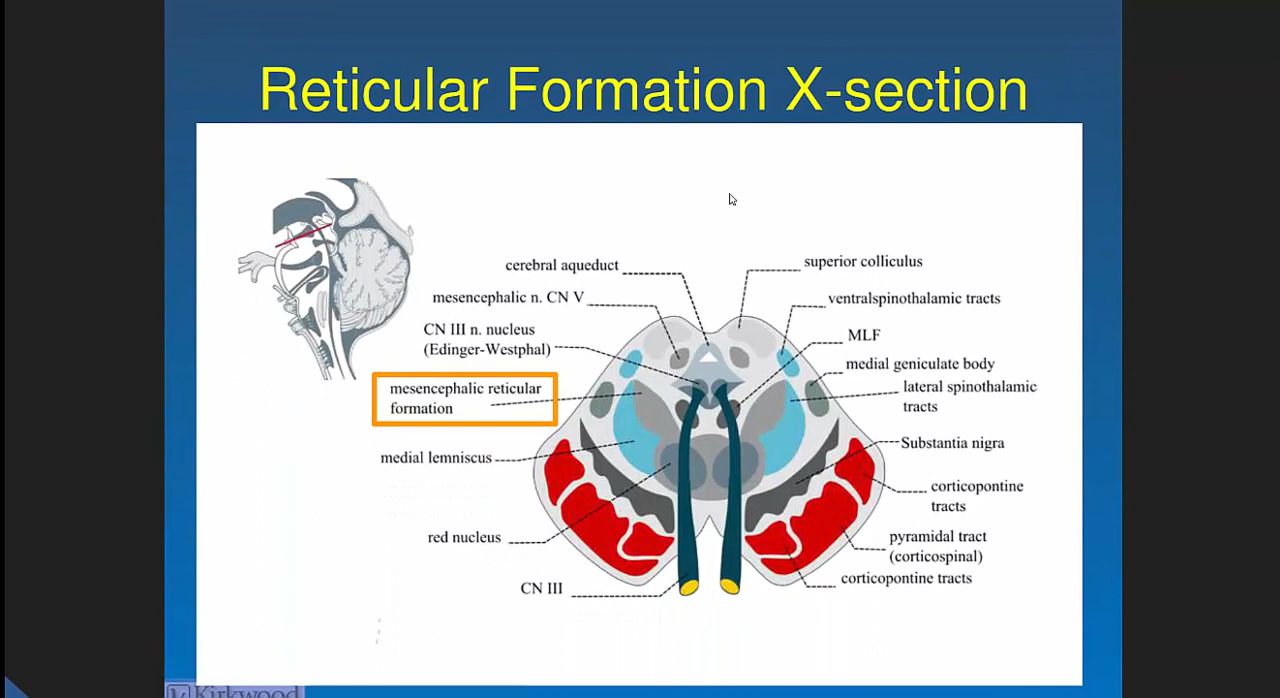 Reticular Formation X-section
cerebral aqueduct
superior colliculus
mesencephalic n. CN V
ventralspinothalamic tracts
CN III n. nucleus
(Edinger-Westphal)
MLF
medial geniculate body
mesencephalic reticular
formation
lateral spinothalamic
tracts
medial lemniscus
Substantia nigra
corticopontine
tracts
red nucleus
pyramidal tract
(corticospinal)
CN III
corticopontine tracts
Kirkwood